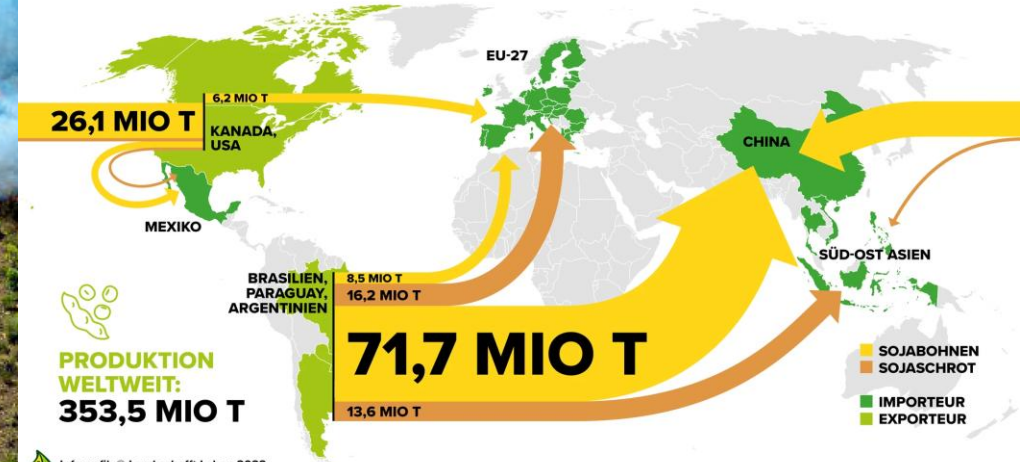 EU-27
6,2 MIO T
26,1 MIO T
KANADA,
USA
CHINA
MEXIKO
SÜD-OST ASIEN
BRASILIEN,
PARAGUAY,
ARGENTINIEN
8,5 MIO T
16,2 MIO T
71,7 MIO T
13,6 MIO T
PRODUKTION
WELTWEIT:
353,5 MIO T
SOJABOHNEN
SOJASCHROT
IMPORTEUR
EXPORTEUR